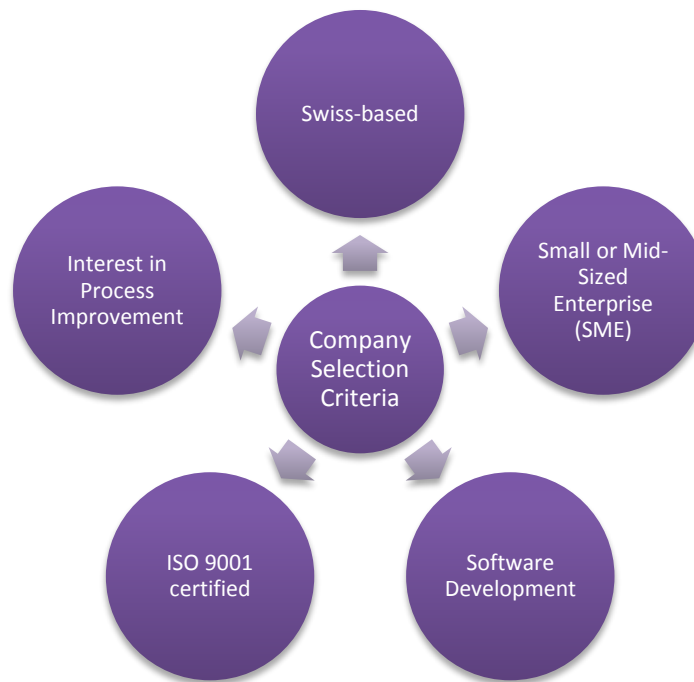 Swiss-based
Small or Mid-
Sized
Enterprise
(SME)
Interest in
Process
Improvement
Company
Selection
Criteria
ISO 9001
certified
Software
Development